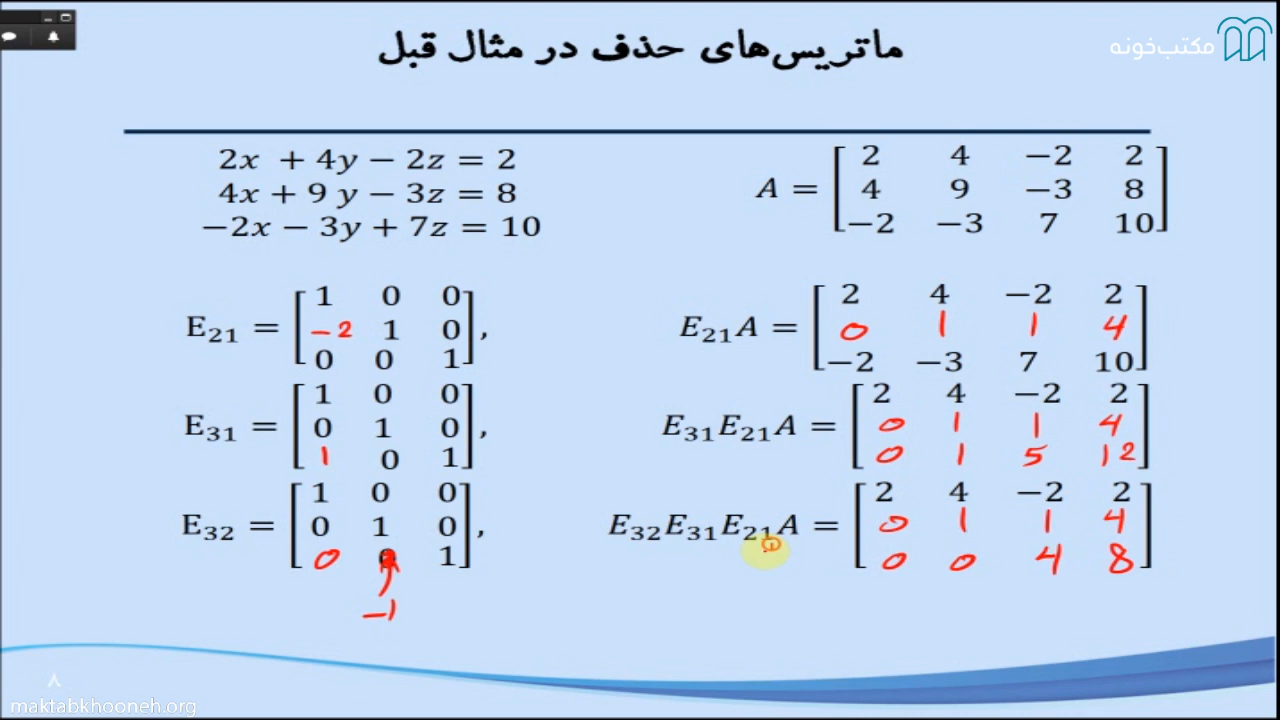 مکتب‌خونه
ماتریس‌های حذف در مثال قبل
2x + 4y − 2z = 2
4x + 9 y − 3z = 8
−2x − 3y + 7z = 10
A = [2 4 −2 2
4 9 −3 8
−2 −3 7 10]
E21 = [1 0 0
−2 1 0
0 0 1],
E21A = [2 4 −2 2
0 1 1 4
−2 −3 7 10]
E31 = [1 0 0
0 1 0
1 0 1],
E31E21A = [2 4 −2 2
0 1 1 4
0 1 5 12]
E32 = [1 0 0
0 1 0
0 0 1],
−1
E32E31E21A = [2 4 −2 2
0 1 1 4
0 0 4 8]
۸
maktabkhooneh.org